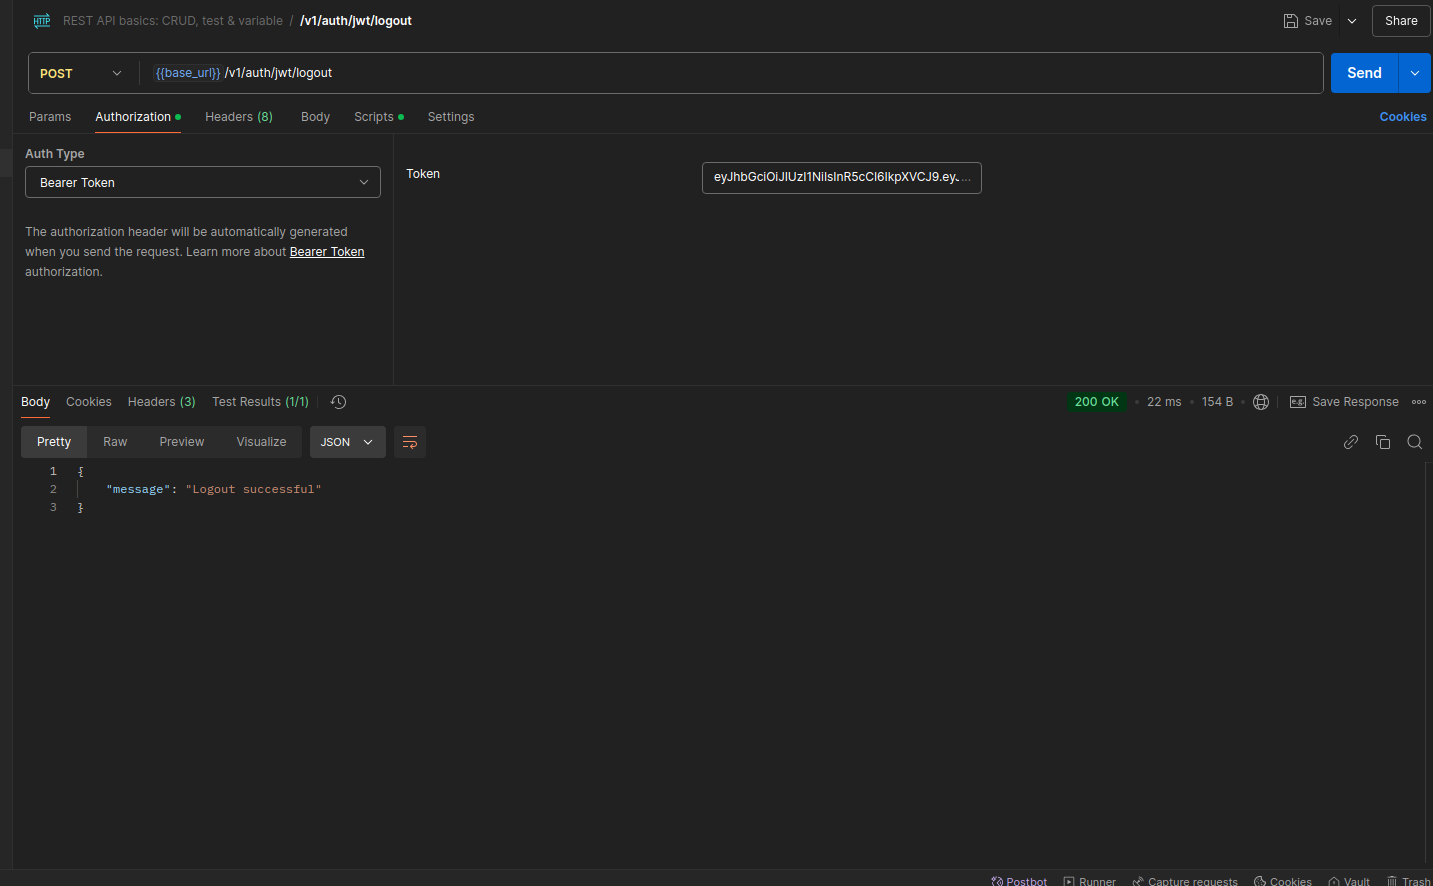 HTTP REST API basics: CRUD, test & variable / /v1/auth/jwt/logout Save Share
POST {{base_url}} /v1/auth/jwt/logout Send
Params Authorization Headers (8) Body Scripts Settings Cookies
Auth Type
Bearer Token
Token eyJhbGciOiJIUzI1NiIsInR5cCI6IkpXVCJ9.ey...
The authorization header will be automatically generated
when you send the request. Learn more about Bearer Token
authorization.
Body Cookies Headers (3) Test Results (1/1) 200 OK 22 ms 154 B e.g. Save Response
Pretty Raw Preview Visualize JSON
1 {
2 "message": "Logout successful"
3 }
Postbot Runner Capture requests Cookies Vault Trash